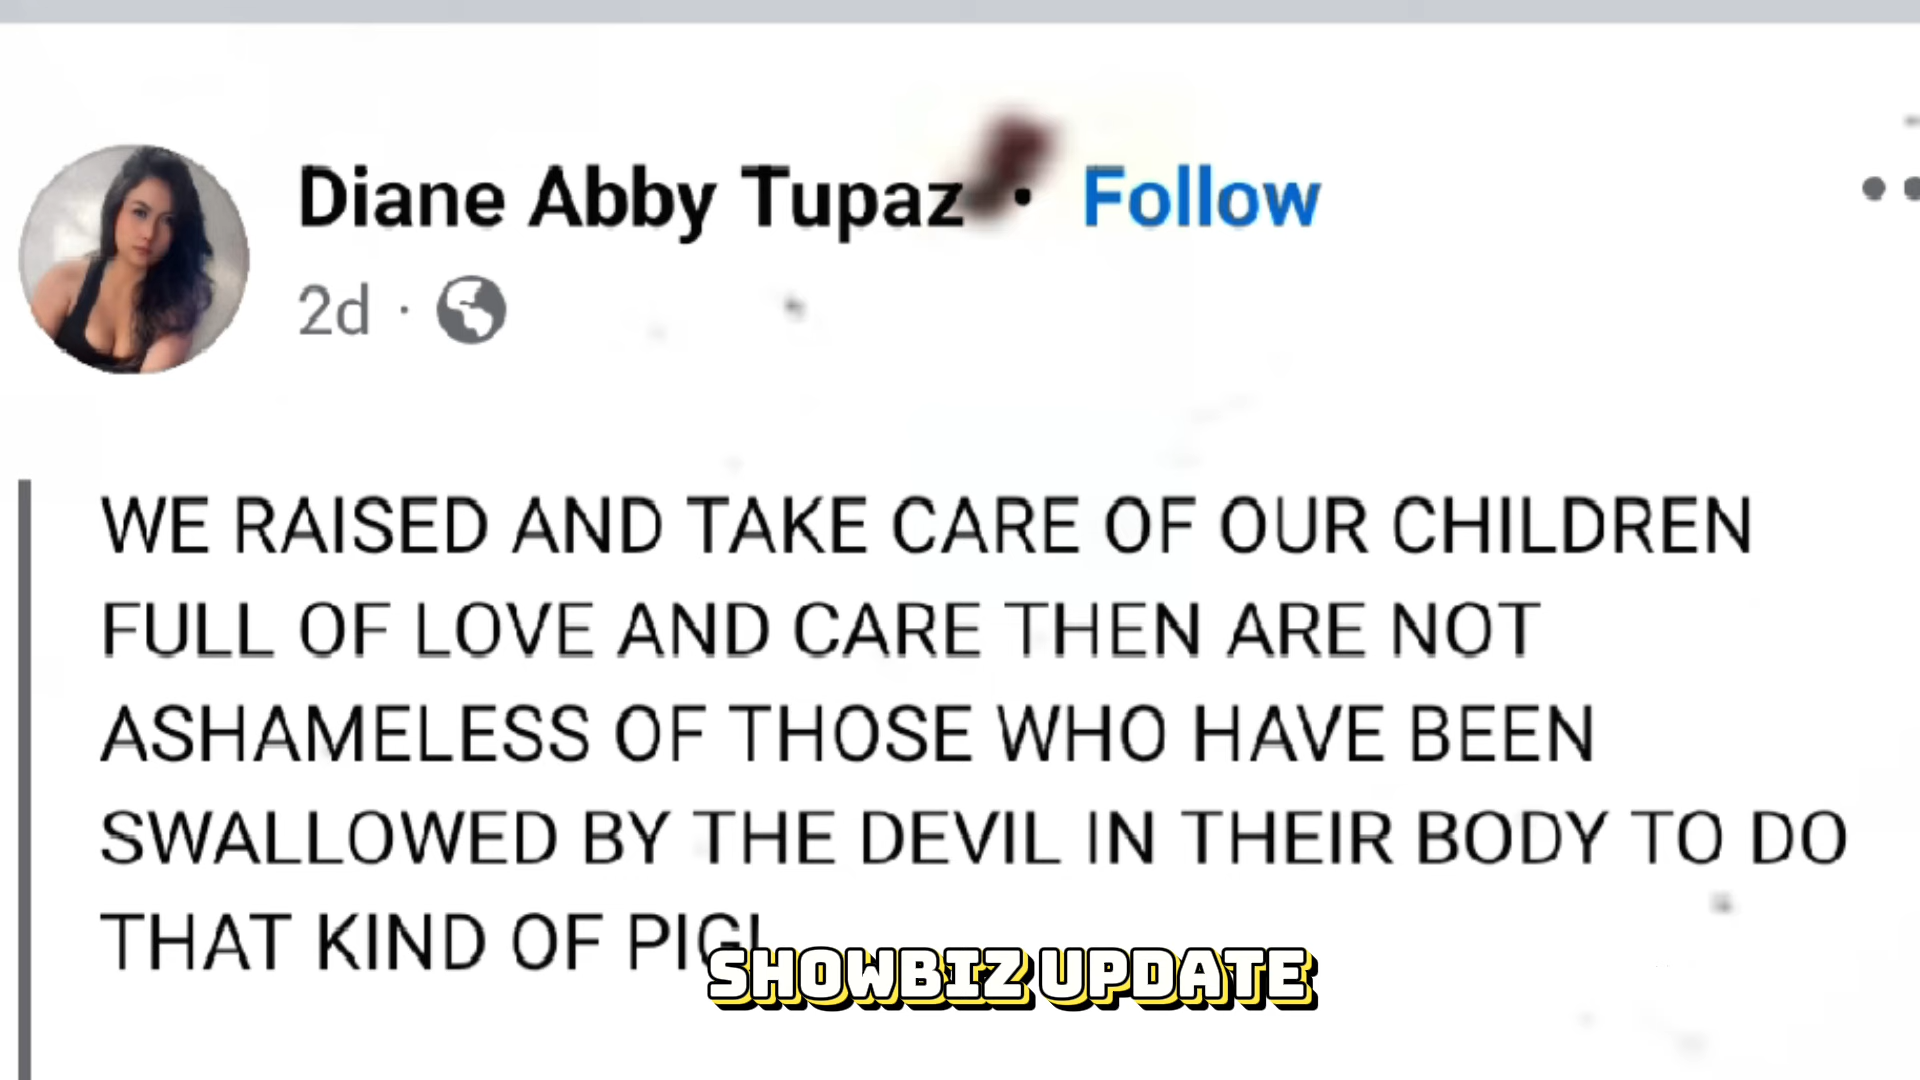 Diane Abby Tupaz · Follow
2d ·
WE RAISED AND TAKE CARE OF OUR CHILDREN
FULL OF LOVE AND CARE THEN ARE NOT
ASHAMELESS OF THOSE WHO HAVE BEEN
SWALLOWED BY THE DEVIL IN THEIR BODY TO DO
THAT KIND OF PIG!
SHOWBIZ UPDATE